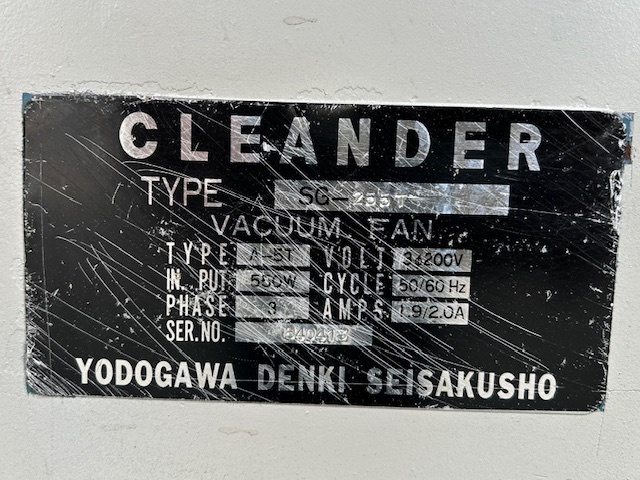 CLEANDER
TYPE
VACUUM FAN
TYPE VOLT 3φ200V
IN. PUT CYCLE 50/60 Hz
PHASE 3 AMPS 1.9/2.0A
SER.NO.
YODOGAWA DENKI SEISAKUSHO